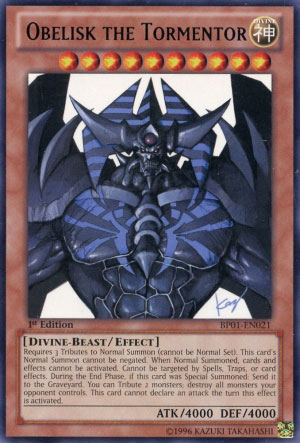 OBELISK THE TORMENTOR
DIVINE
神
Kazuki
1st Edition
BP01-EN021
[DIVINE-BEAST/EFFECT]
Requires 3 Tributes to Normal Summon (cannot be Normal Set). This card's
Normal Summon cannot be negated. When Normal Summoned, cards and
effects cannot be activated. Cannot be targeted by Spells, Traps, or card
effects. During the End Phase, if this card was Special Summoned: Send it
to the Graveyard. You can Tribute 2 monsters; destroy all monsters your
opponent controls. This card cannot declare an attack the turn this effect
is activated.
ATK/4000 DEF/4000
©1996 KAZUKI TAKAHASHI